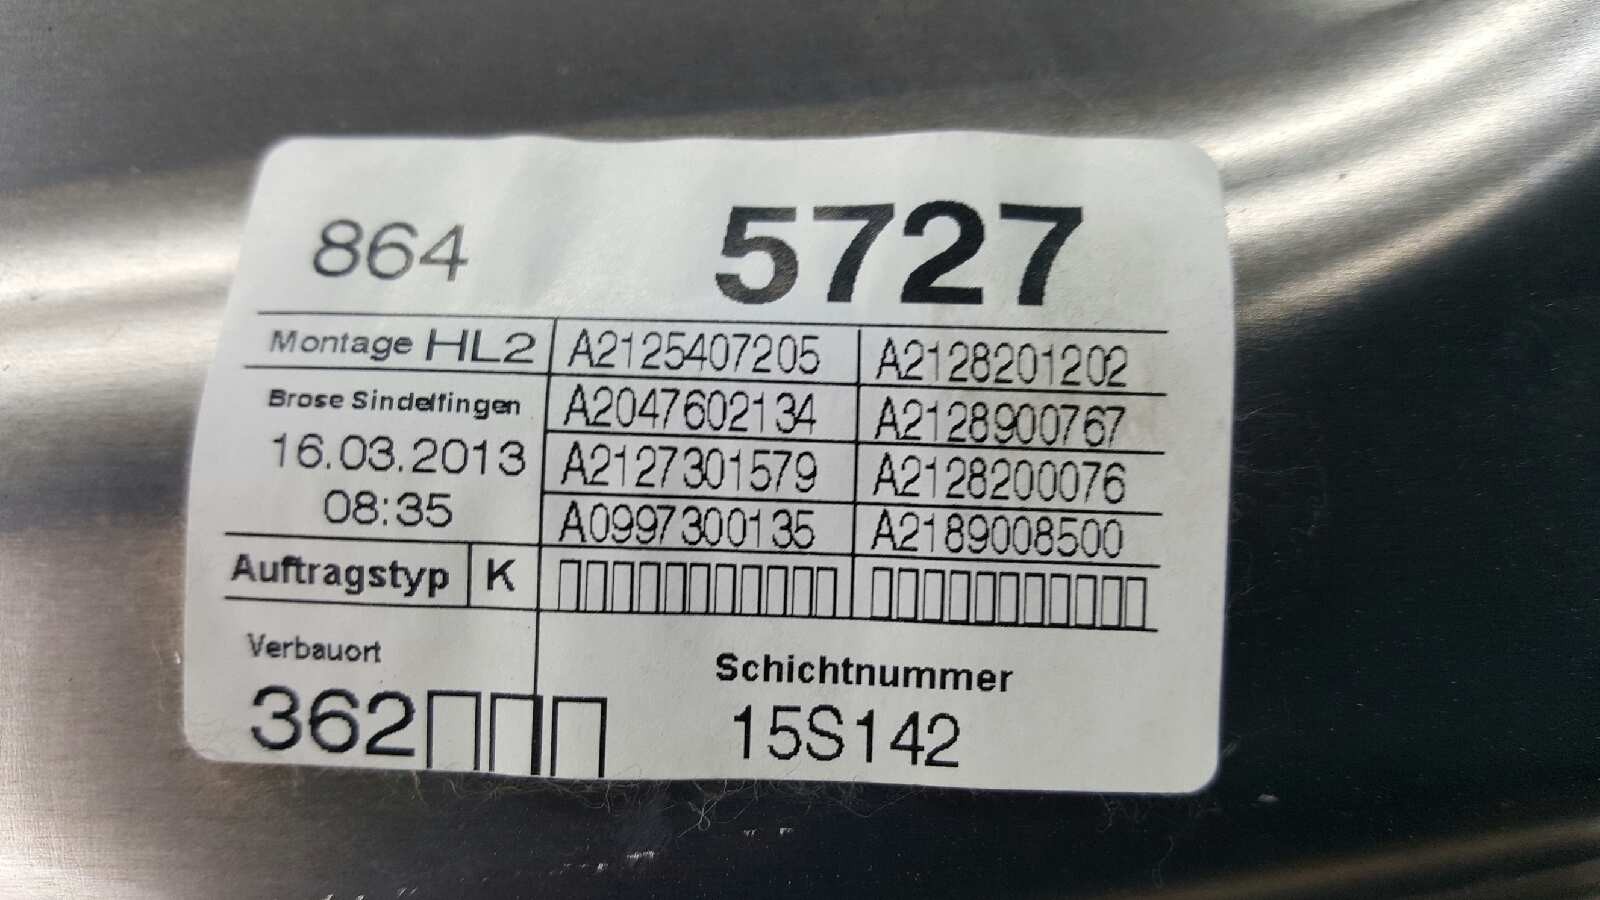 864 5727
Montage HL2 A2125407205 A2128201202
Brose Sindelfingen A2047602134 A2128900767
16.03.2013 A2127301579 A2128200076
08:35 A0997300135 A2189008500
Auftragstyp K
Verbauort Schichtnummer
362 15S142